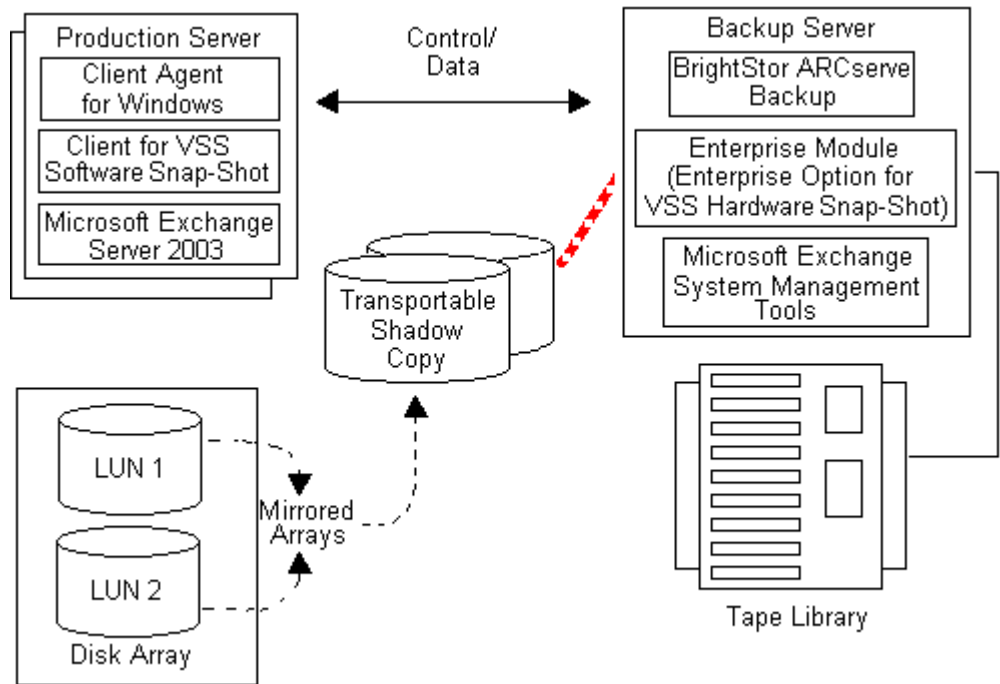 Production Server
Client Agent
for Windows
Client for VSS
Software Snap-Shot
Microsoft Exchange
Server 2003
Control/
Data
Backup Server
BrightStor ARCserve
Backup
Enterprise Module
(Enterprise Option for
VSS Hardware Snap-Shot)
Microsoft Exchange
System Management
Tools
Transportable
Shadow
Copy
LUN 1
LUN 2
Disk Array
Mirrored
Arrays
Tape Library